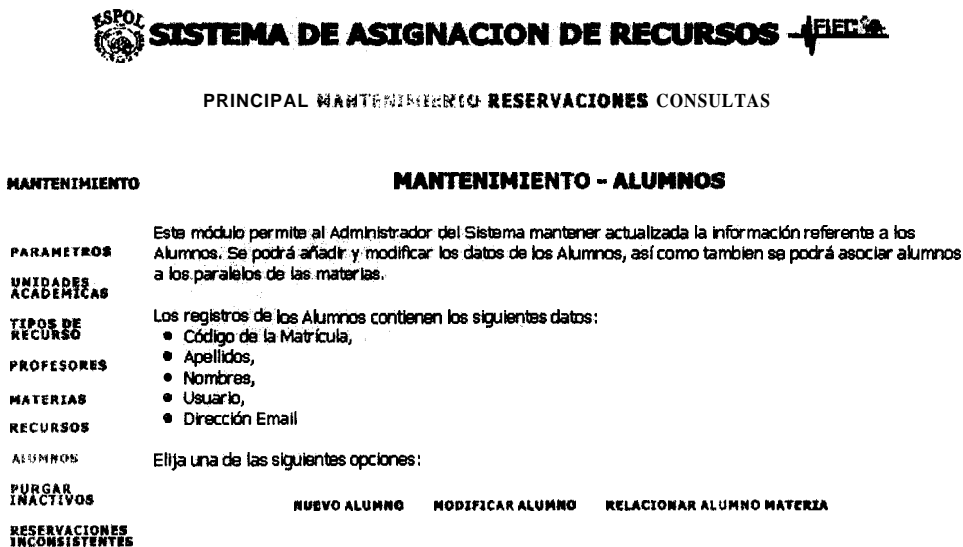 ESPOL
SISTEMA DE ASIGNACION DE RECURSOS FIEC
PRINCIPAL MANTENIMIENTO RESERVACIONES CONSULTAS
MANTENIMIENTO
MANTENIMIENTO - ALUMNOS
PARAMETROS
UNIDADES
ACADEMICAS
TIPOS DE
RECURSO
PROFESORES
MATERIAS
RECURSOS
ALUMNOS
PURGAR
INACTIVOS
RESERVACIONES
INCONSISTENTES
Este módulo permite al Administrador del Sistema mantener actualizada la información referente a los
Alumnos. Se podrá añadir y modificar los datos de los Alumnos, así como tambien se podrá asociar alumnos
a los paralelos de las materias.
Los registros de los Alumnos contienen los siguientes datos:
• Código de la Matrícula,
• Apellidos,
• Nombres,
• Usuario,
• Dirección Email
Elija una de las siguientes opciones:
NUEVO ALUMNO MODIFICAR ALUMNO RELACIONAR ALUMNO MATERIA